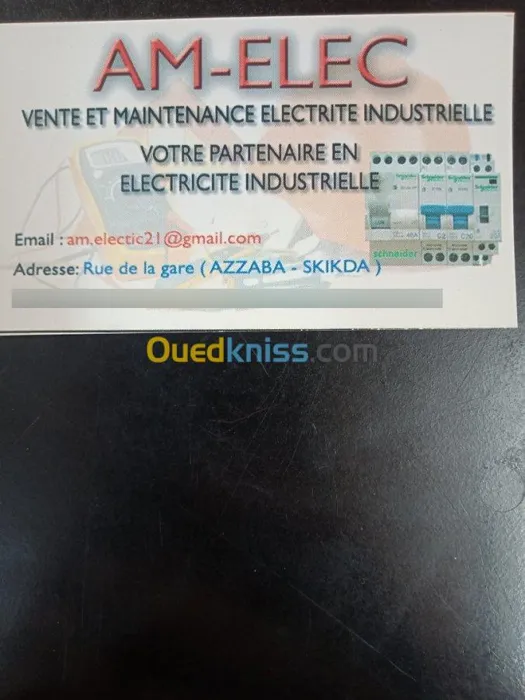 AM-ELEC
VENTE ET MAINTENANCE ELECTRITE INDUSTRIELLE
VOTRE PARTENAIRE EN
ELECTRICITE INDUSTRIELLE
Email : am.electic21@gmail.com
Adresse: Rue de la gare ( AZZABA - SKIKDA )
schneider
Ouedkniss.com